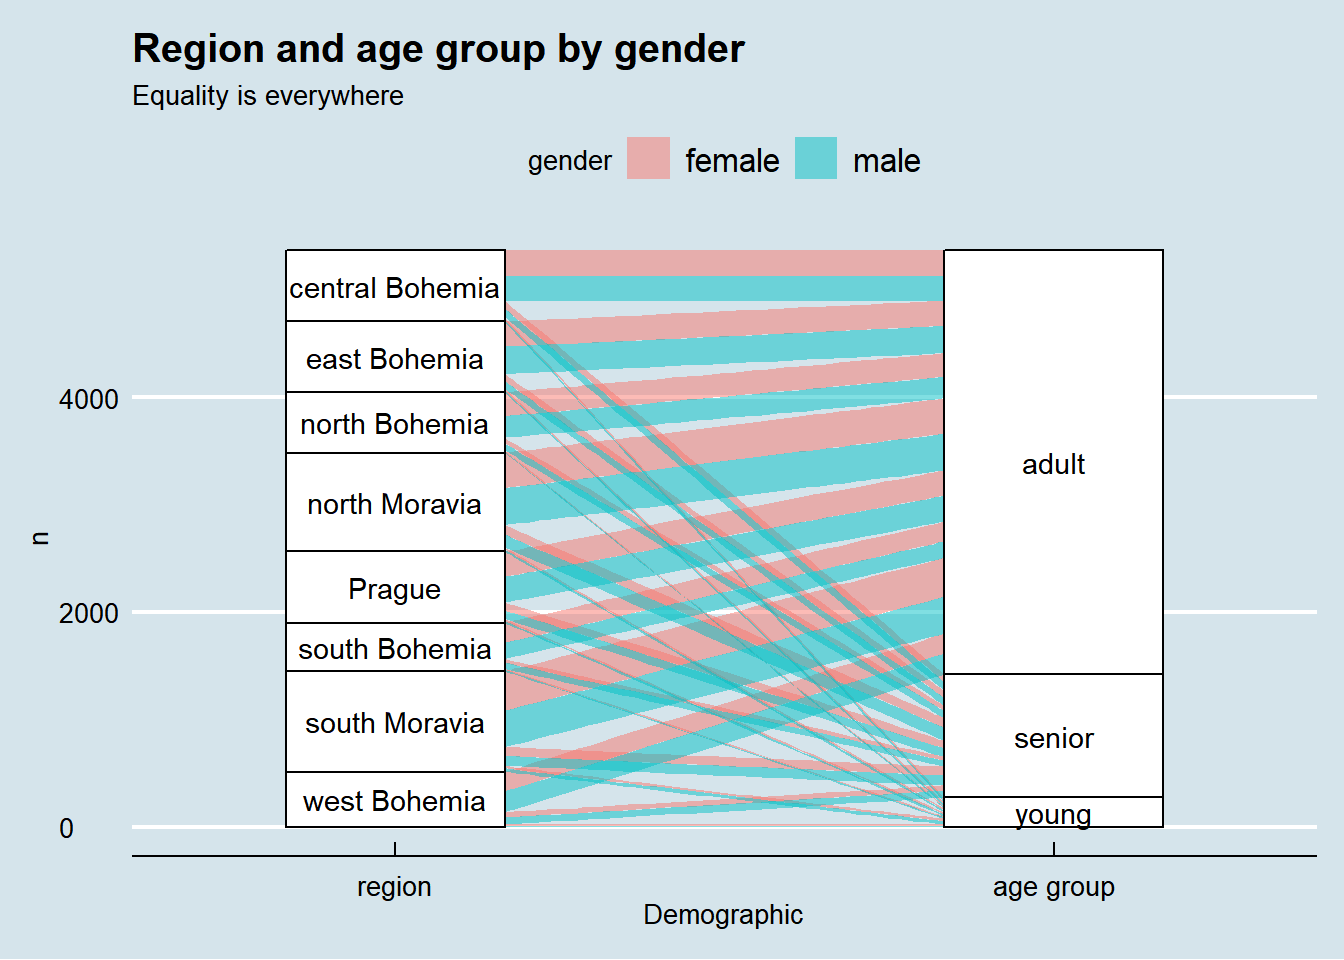 Region and age group by gender
Equality is everywhere
gender female male
central Bohemia
east Bohemia
north Bohemia
north Moravia
Prague
south Bohemia
south Moravia
west Bohemia
adult
senior
young
4000
2000
0
n
region age group
Demographic